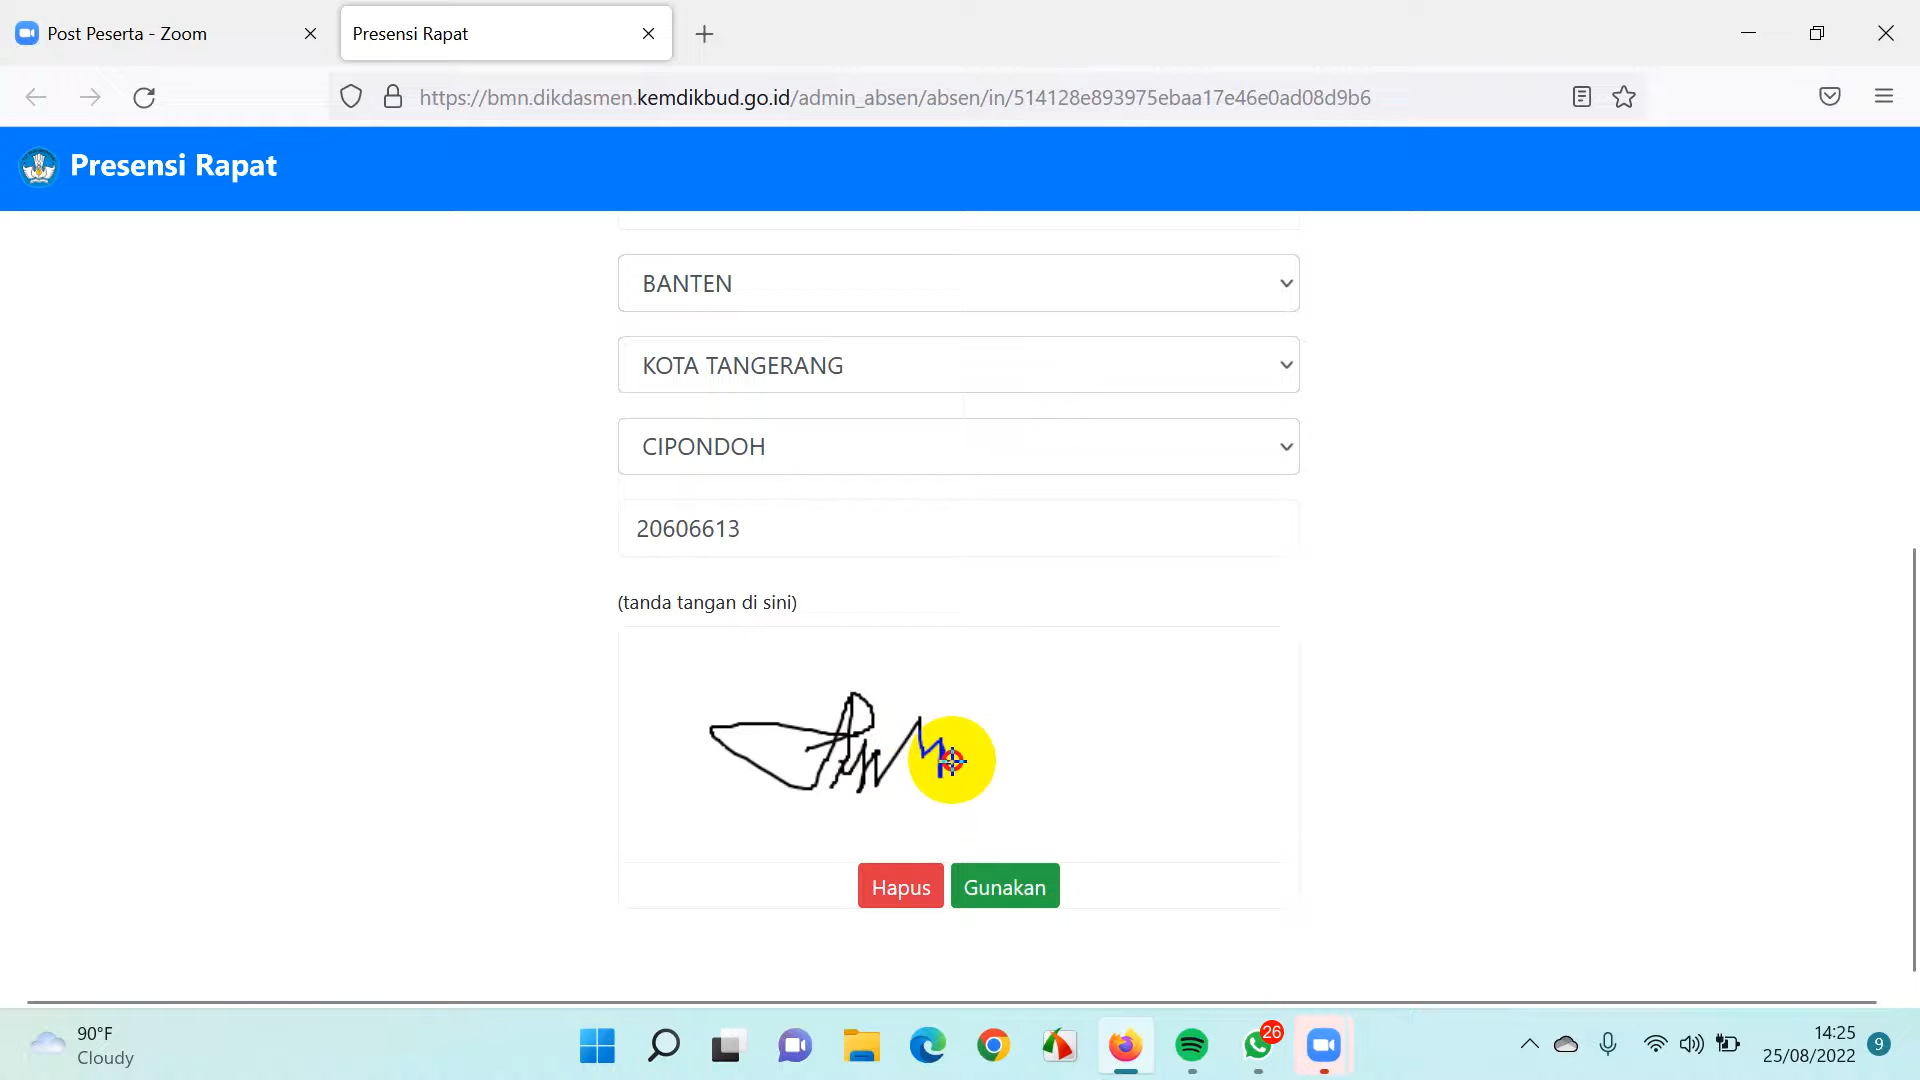 Post Peserta - Zoom
Presensi Rapat
https://bmn.dikdasmen.kemdikbud.go.id/admin_absen/absen/in/514128e893975ebaa17e46e0ad08d9b6
Presensi Rapat
BANTEN
KOTA TANGERANG
CIPONDOH
20606613
(tanda tangan di sini)
Hapus
Gunakan
90°F
Cloudy
26
14:25
25/08/2022
9